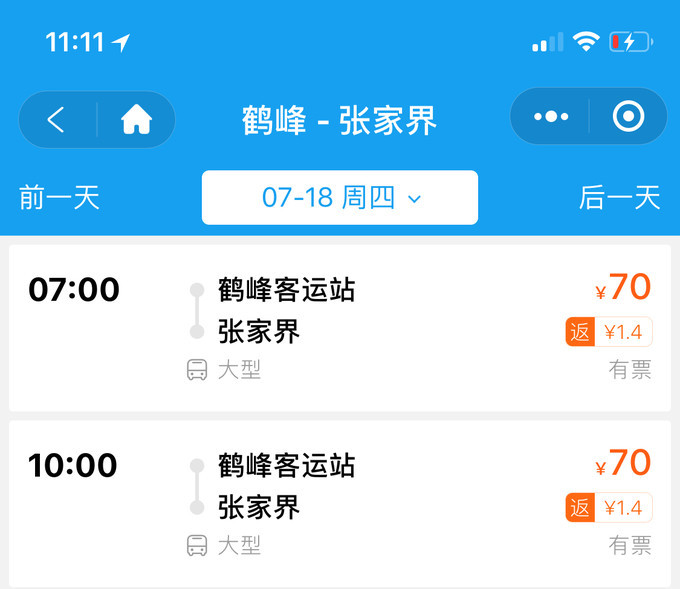 11:11
鹤峰 - 张家界
前一天
07-18 周四
后一天
07:00
鹤峰客运站
¥70
张家界
返 ¥1.4
大型
有票
10:00
鹤峰客运站
¥70
张家界
返 ¥1.4
大型
有票